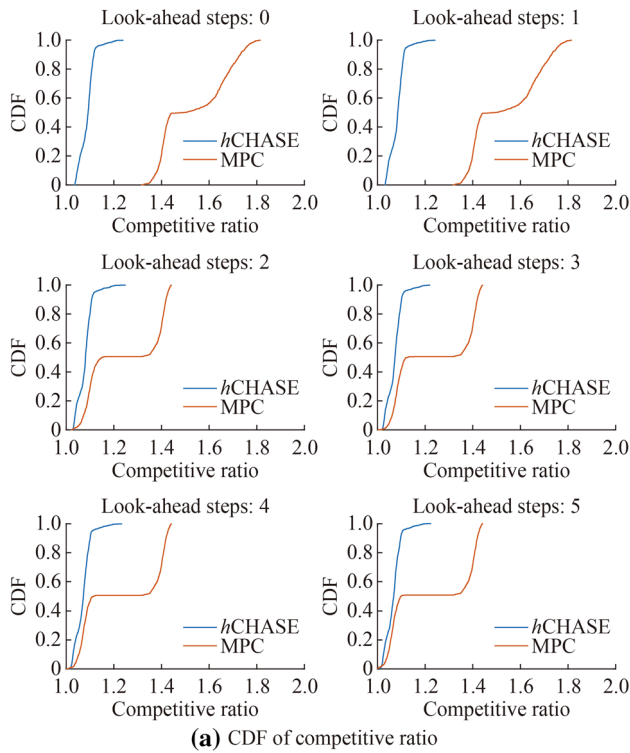 Look-ahead steps: 0
1.0
0.8
0.6
0.4
0.2
0
CDF
hCHASE
MPC
1.0 1.2 1.4 1.6 1.8 2.0
Competitive ratio
Look-ahead steps: 1
1.0
0.8
0.6
0.4
0.2
0
CDF
hCHASE
MPC
1.0 1.2 1.4 1.6 1.8 2.0
Competitive ratio
Look-ahead steps: 2
1.0
0.8
0.6
0.4
0.2
0
CDF
hCHASE
MPC
1.0 1.2 1.4 1.6 1.8 2.0
Competitive ratio
Look-ahead steps: 3
1.0
0.8
0.6
0.4
0.2
0
CDF
hCHASE
MPC
1.0 1.2 1.4 1.6 1.8 2.0
Competitive ratio
Look-ahead steps: 4
1.0
0.8
0.6
0.4
0.2
0
CDF
hCHASE
MPC
1.0 1.2 1.4 1.6 1.8 2.0
Competitive ratio
Look-ahead steps: 5
1.0
0.8
0.6
0.4
0.2
0
CDF
hCHASE
MPC
1.0 1.2 1.4 1.6 1.8 2.0
Competitive ratio
(a) CDF of competitive ratio